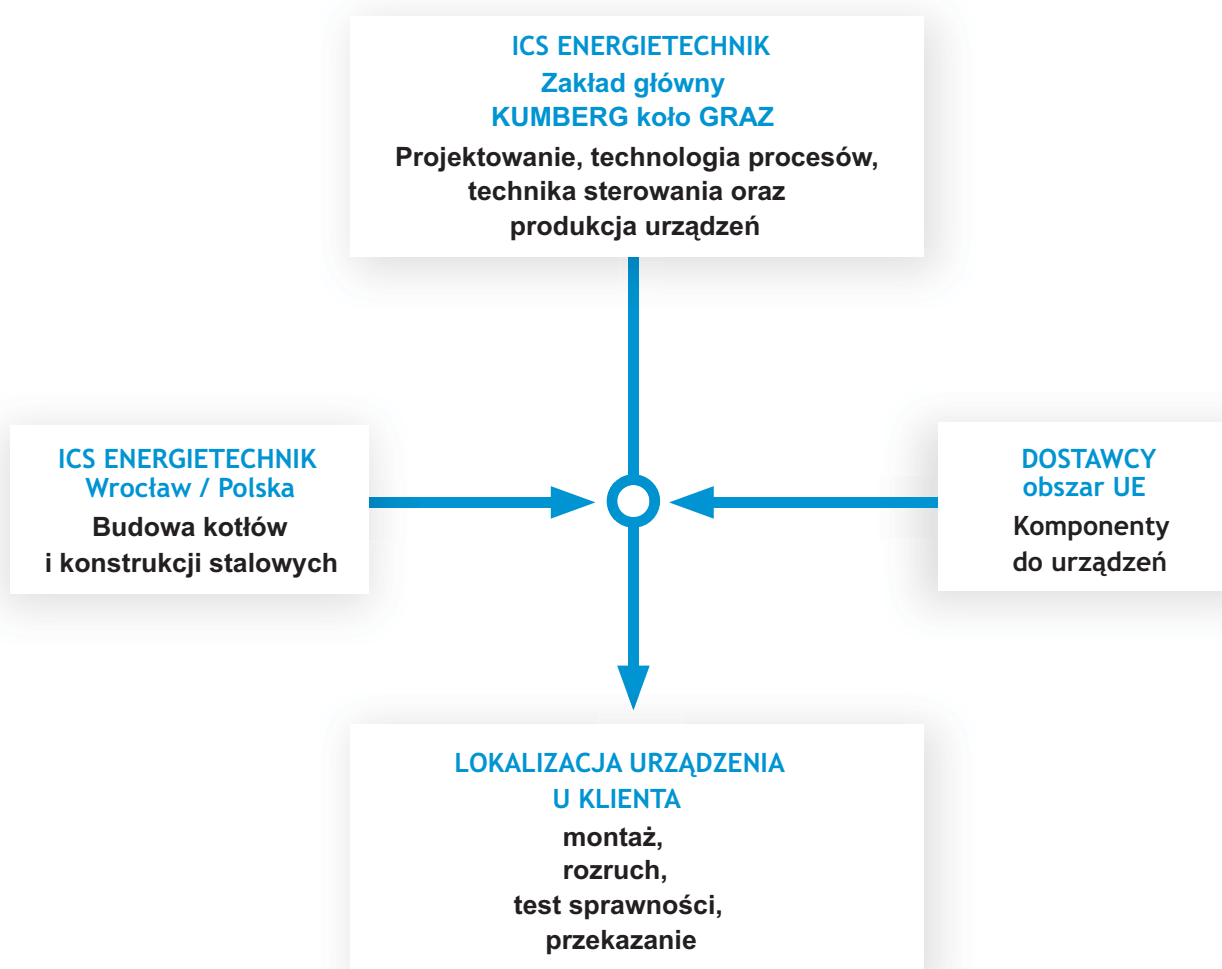 ICS ENERGIETECHNIK
Zakład główny
KUMBERG koło GRAZ
Projektowanie, technologia procesów,
technika sterowania oraz
produkcja urządzeń
ICS ENERGIETECHNIK
Wrocław / Polska
Budowa kotłów
i konstrukcji stalowych
DOSTAWCY
obszar UE
Komponenty
do urządzeń
LOKALIZACJA URZĄDZENIA
U KLIENTA
montaż,
rozruch,
test sprawności,
przekazanie